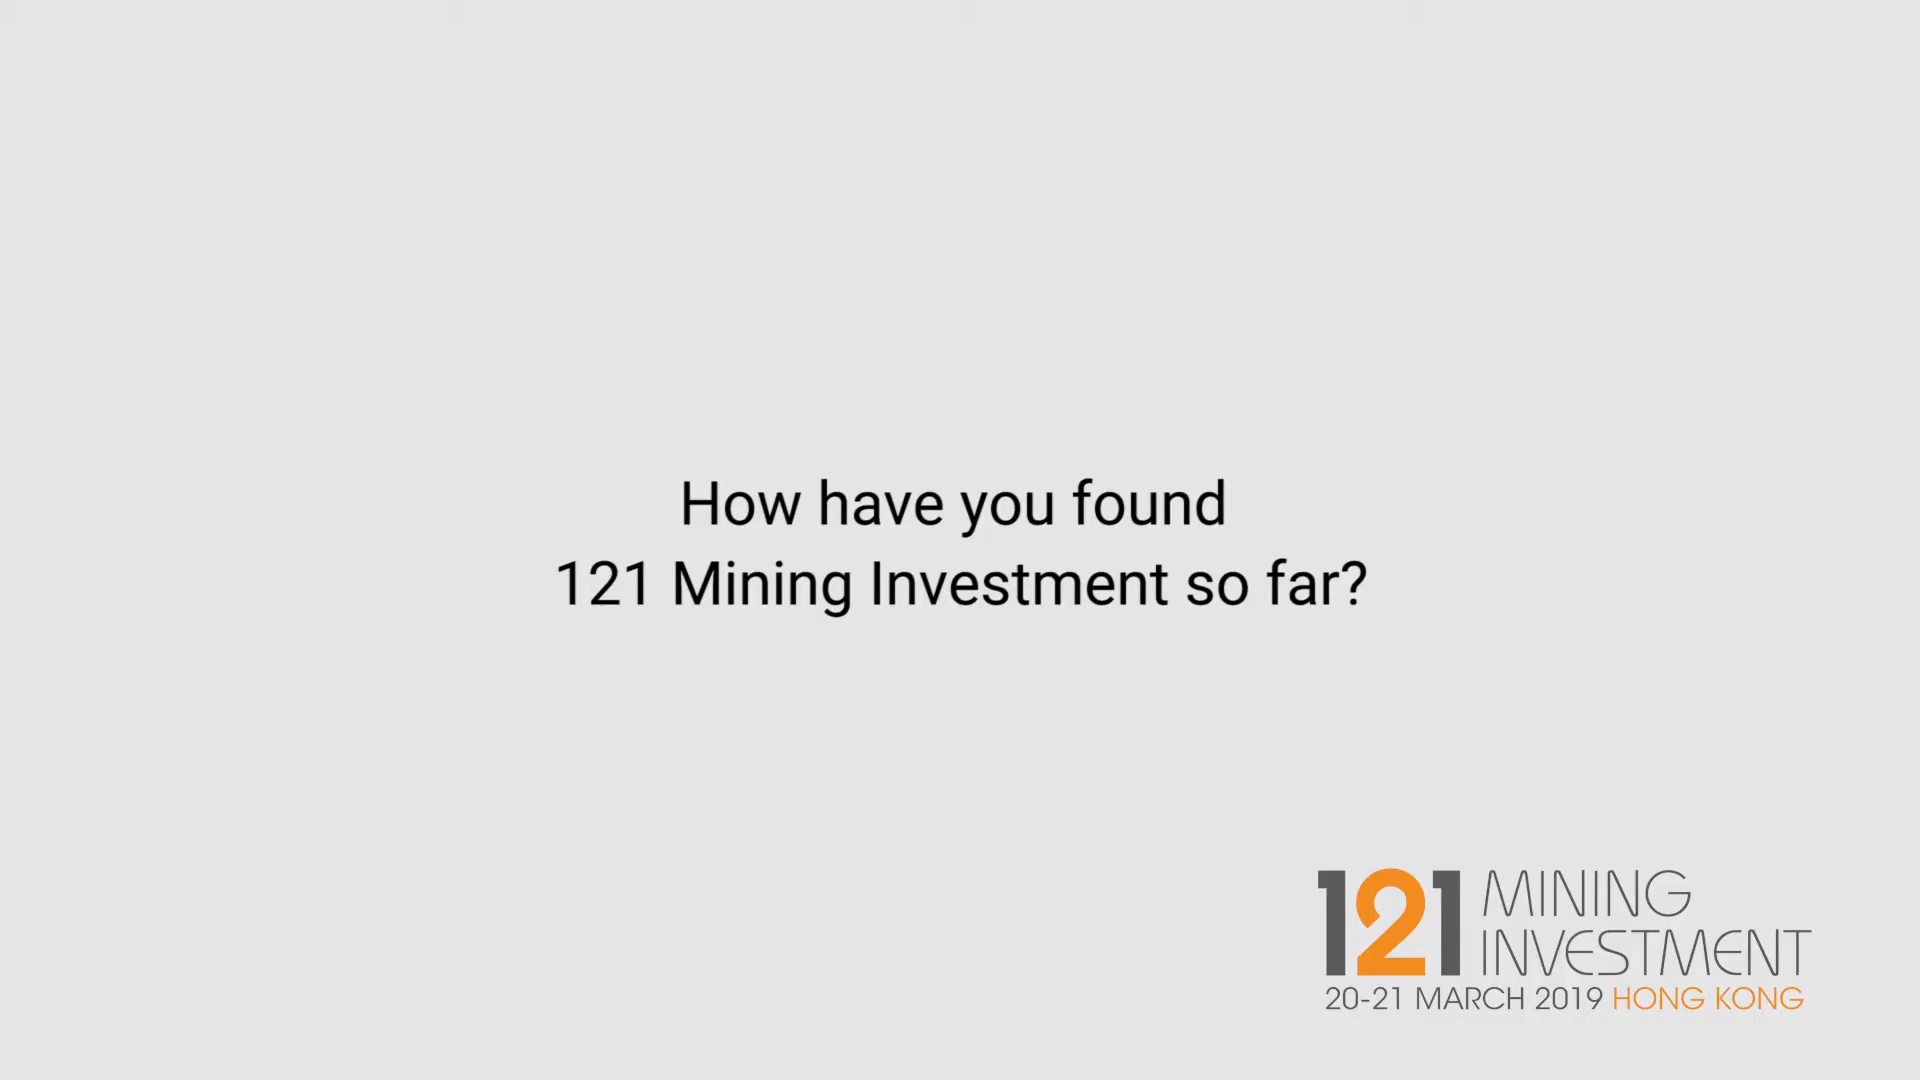 How have you found
121 Mining Investment so far?
121 MINING
INVESTMENT
20-21 MARCH 2019 HONG KONG